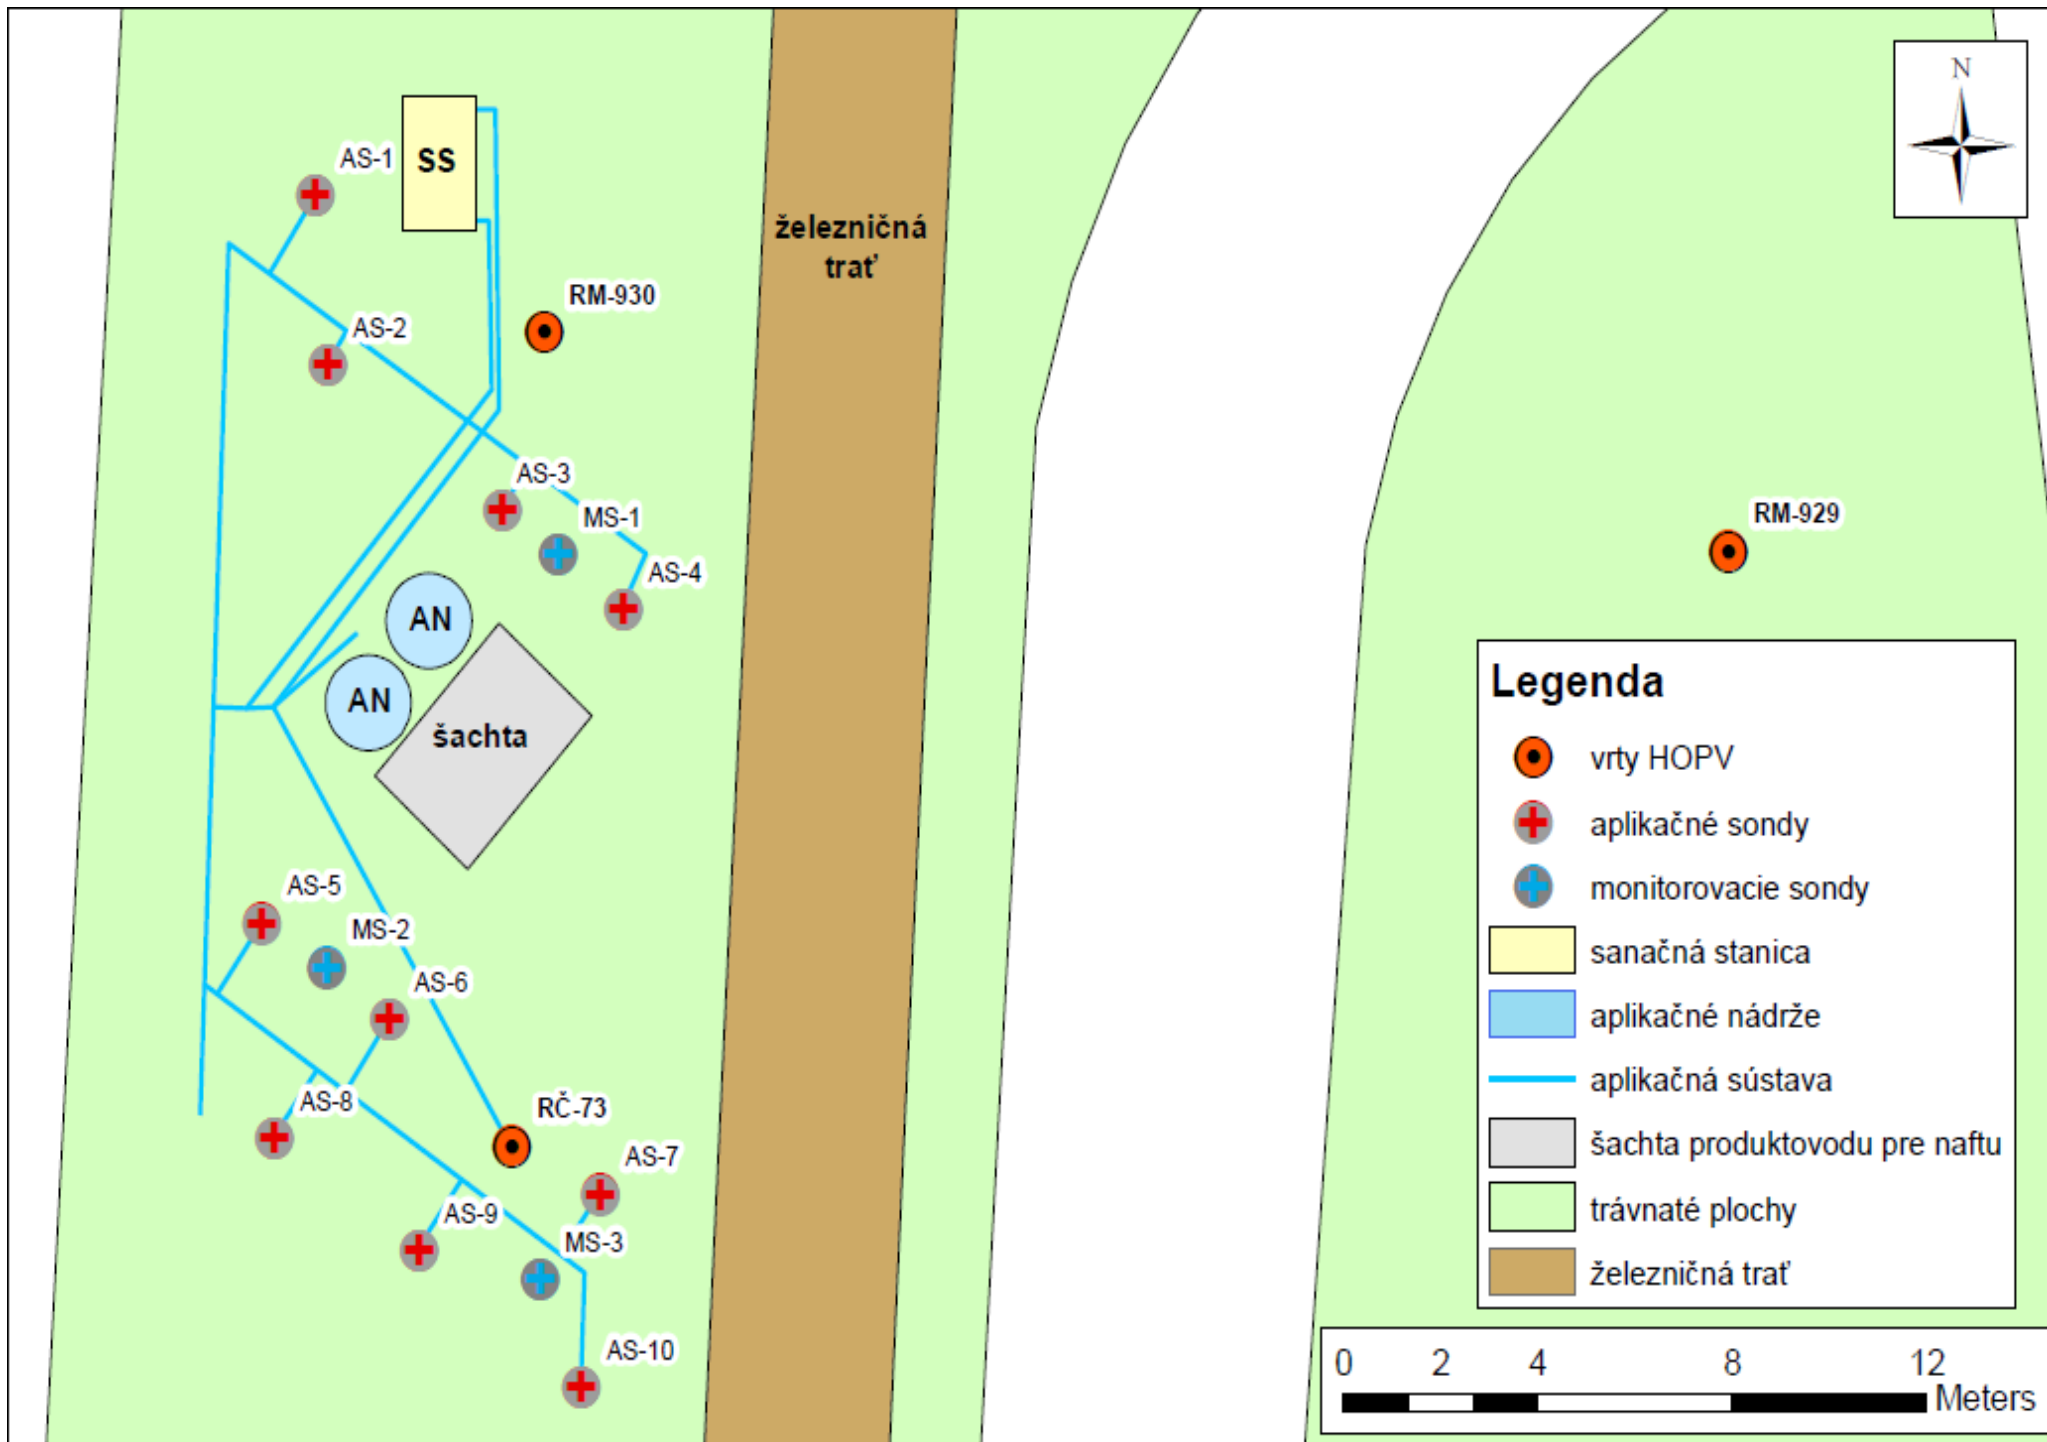 N
AS-1
SS
železničná
trať
RM-930
AS-2
AS-3
MS-1
RM-929
AS-4
AN
AN
šachta
Legenda
vrty HOPV
aplikačné sondy
monitorovacie sondy
sanačná stanica
aplikačné nádrže
aplikačná sústava
šachta produktovodu pre naftu
trávnaté plochy
železničná trať
AS-5
MS-2
AS-6
AS-8
RČ-73
AS-7
AS-9
MS-3
AS-10
0 2 4 8 12
Meters